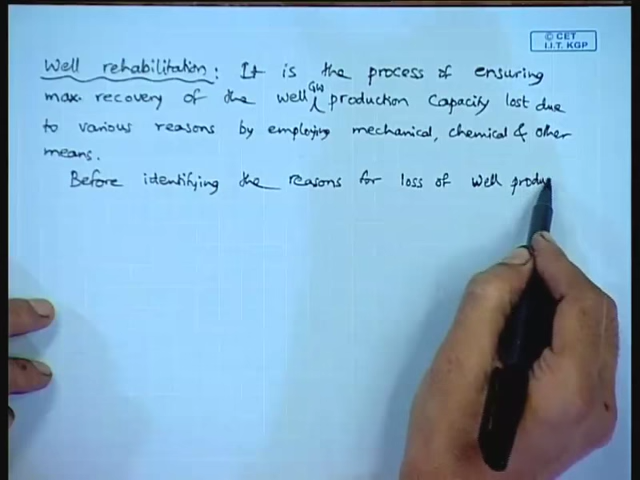 © CET
I.I.T. KGP
Well rehabilitation: It is the process of ensuring
GW
max. recovery of the well production capacity lost due
to various reasons by employing mechanical, chemical & other
means.
Before identifying the reasons for loss of well produ